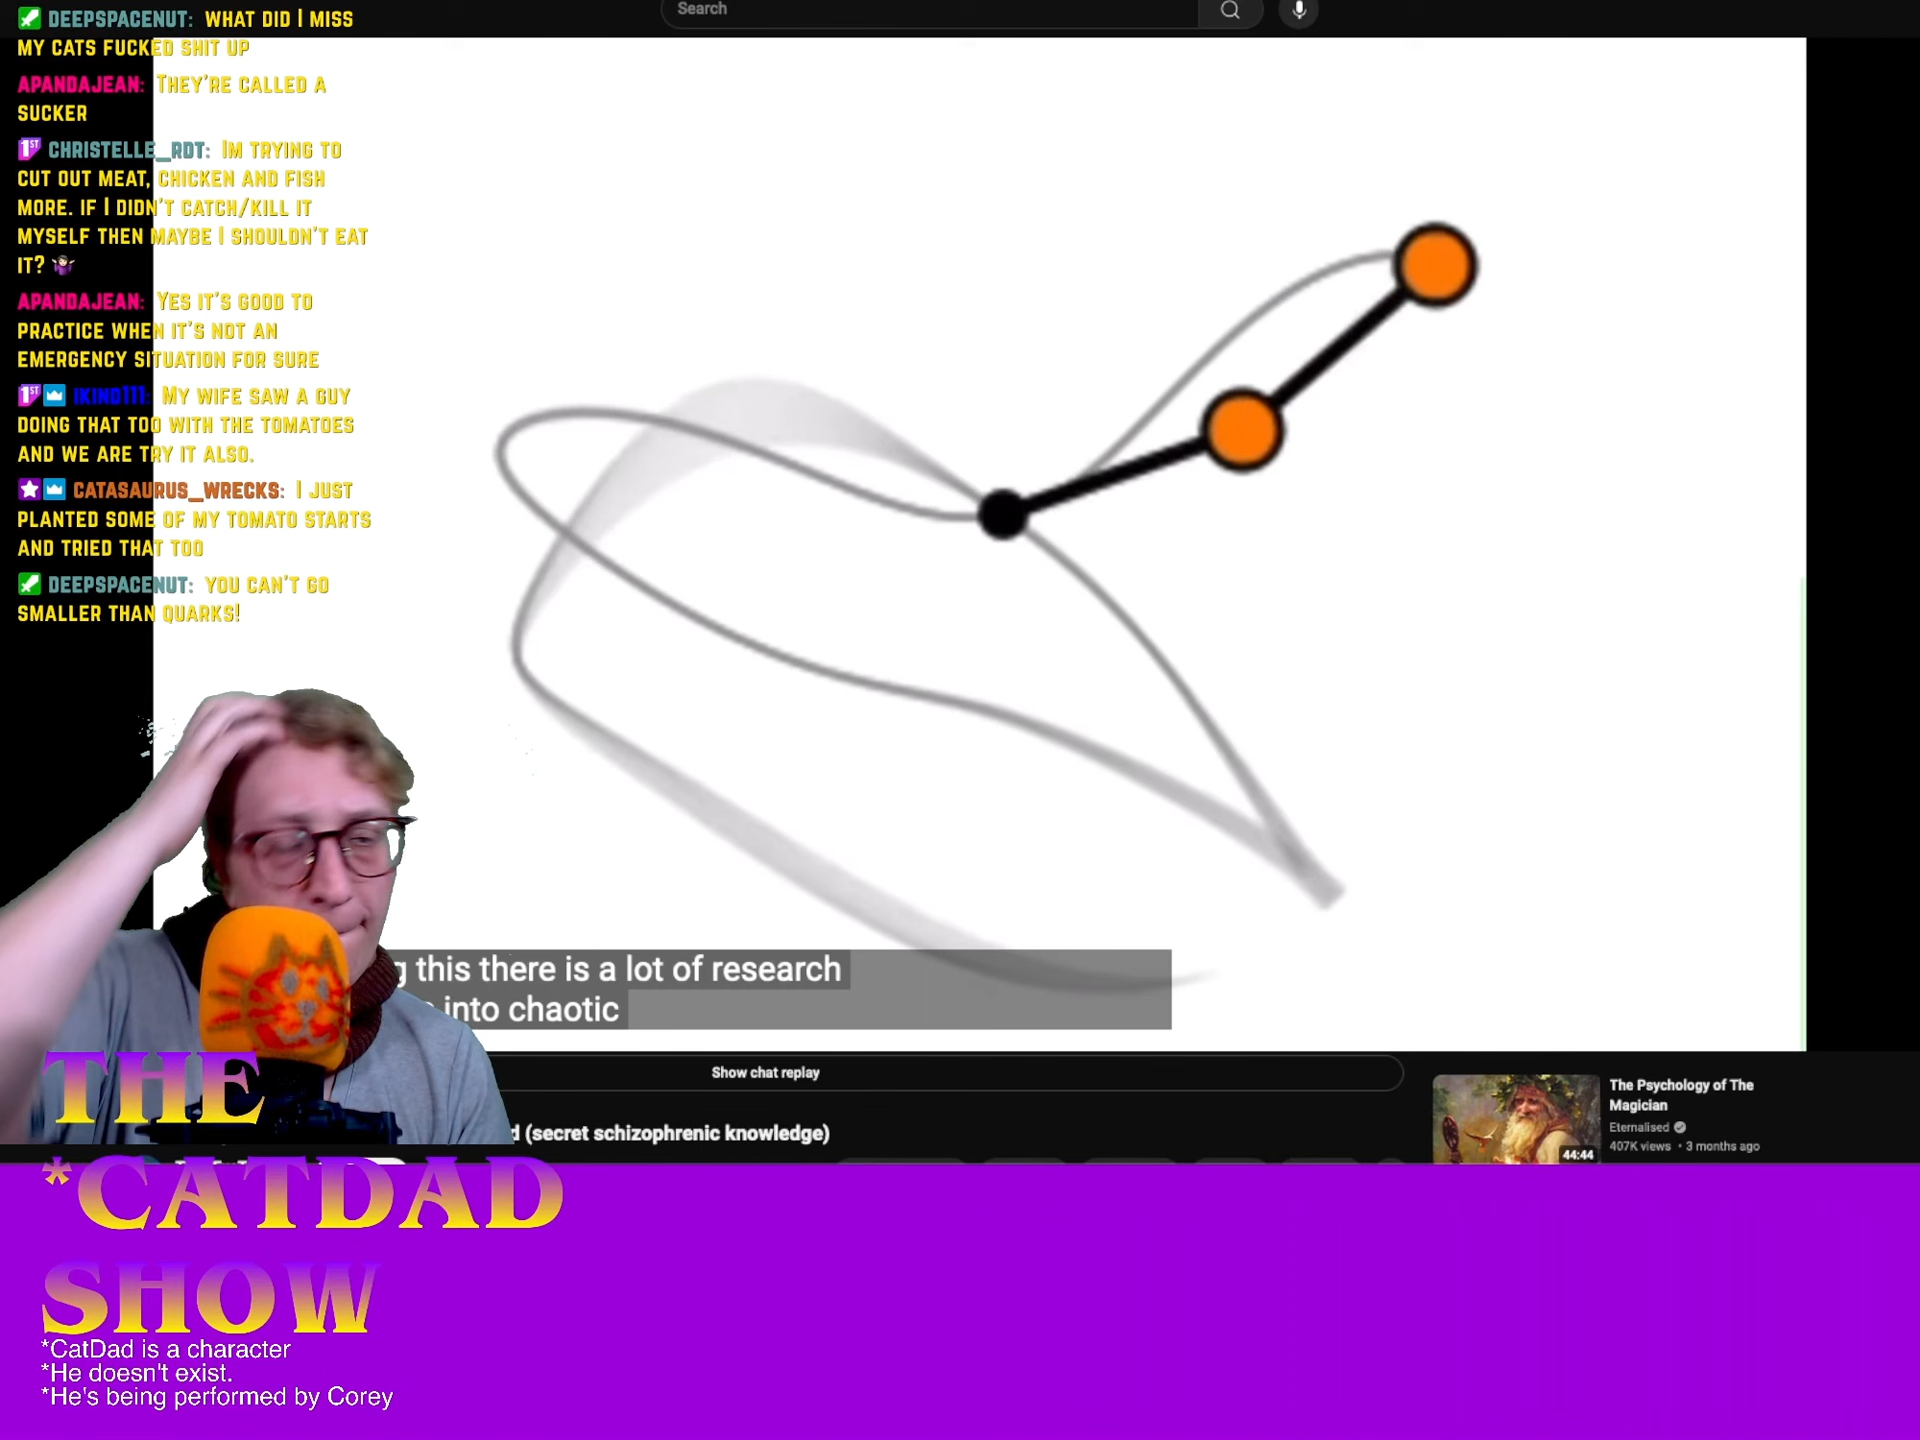 DEEPSPACENUT: WHAT DID I MISS
MY CATS FUCKED SHIT UP
APANDAJEAN: THEY'RE CALLED A
SUCKER
CHRISTELLE_RDT: IM TRYING TO
CUT OUT MEAT, CHICKEN AND FISH
MORE. IF I DIDN'T CATCH/KILL IT
MYSELF THEN MAYBE I SHOULDN'T EAT
IT?
APANDAJEAN: YES IT'S GOOD TO
PRACTICE WHEN IT'S NOT AN
EMERGENCY SITUATION FOR SURE
IKIND111: MY WIFE SAW A GUY
DOING THAT TOO WITH THE TOMATOES
AND WE ARE TRY IT ALSO.
CATASAURUS_WRECKS: I JUST
PLANTED SOME OF MY TOMATO STARTS
AND TRIED THAT TOO
DEEPSPACENUT: YOU CAN'T GO
SMALLER THAN QUARKS!
Search
this there is a lot of research
into chaotic
Show chat replay
(secret schizophrenic knowledge)
The Psychology of The
Magician
Eternalised
407K views • 3 months ago
44:44
THE
*CATDAD
SHOW
*CatDad is a character
*He doesn't exist.
*He's being performed by Corey